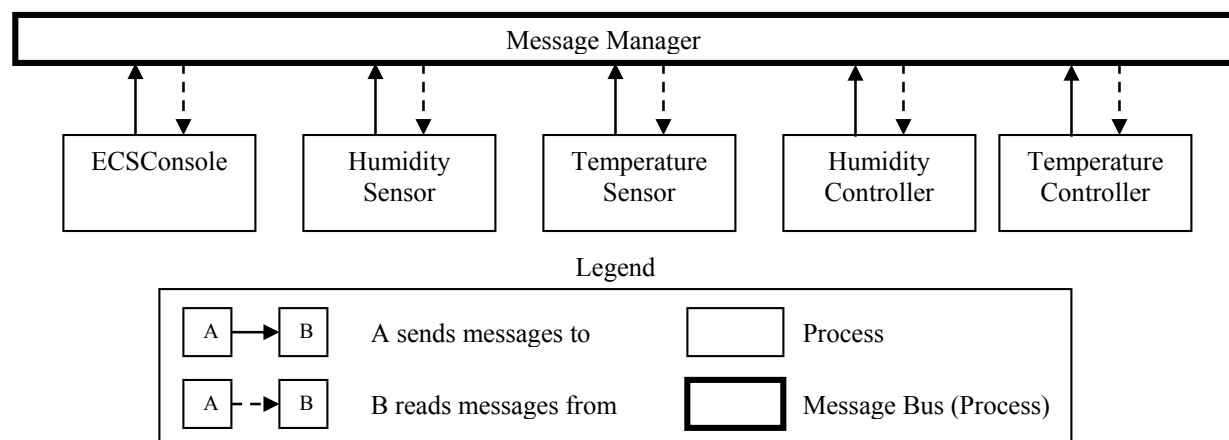 Message Manager
ECSConsole
Humidity
Sensor
Temperature
Sensor
Humidity
Controller
Temperature
Controller
Legend
A B A sends messages to
Process
A B B reads messages from
Message Bus (Process)